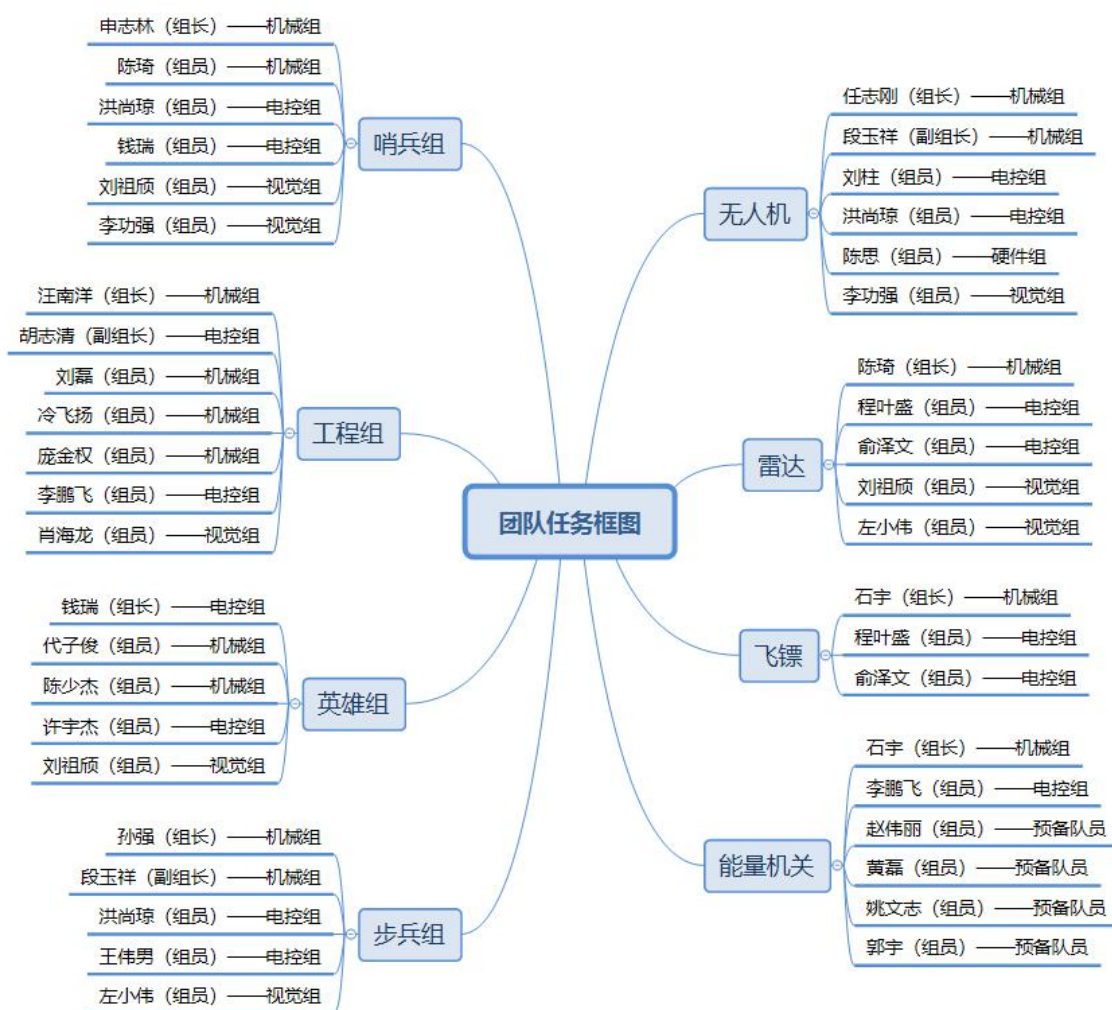 团队任务框图
哨兵组
申志林（组长）——机械组
陈琦（组员）——机械组
洪尚琼（组员）——电控组
钱瑞（组员）——电控组
刘祖颀（组员）——视觉组
李功强（组员）——视觉组
工程组
汪南洋（组长）——机械组
胡志清（副组长）——电控组
刘磊（组员）——机械组
冷飞扬（组员）——机械组
庞金权（组员）——机械组
李鹏飞（组员）——电控组
肖海龙（组员）——视觉组
英雄组
钱瑞（组长）——电控组
代子俊（组员）——机械组
陈少杰（组员）——机械组
许宇杰（组员）——电控组
刘祖颀（组员）——视觉组
步兵组
孙强（组长）——机械组
段玉祥（副组长）——机械组
洪尚琼（组员）——电控组
王伟男（组员）——电控组
左小伟（组员）——视觉组
无人机
任志刚（组长）——机械组
段玉祥（副组长）——机械组
刘柱（组员）——电控组
洪尚琼（组员）——电控组
陈思（组员）——硬件组
李功强（组员）——视觉组
雷达
陈琦（组长）——机械组
程叶盛（组员）——电控组
俞泽文（组员）——电控组
刘祖颀（组员）——视觉组
左小伟（组员）——视觉组
飞镖
石宇（组长）——机械组
程叶盛（组员）——电控组
俞泽文（组员）——电控组
能量机关
石宇（组长）——机械组
李鹏飞（组员）——电控组
赵伟丽（组员）——预备队员
黄磊（组员）——预备队员
姚文志（组员）——预备队员
郭宇（组员）——预备队员